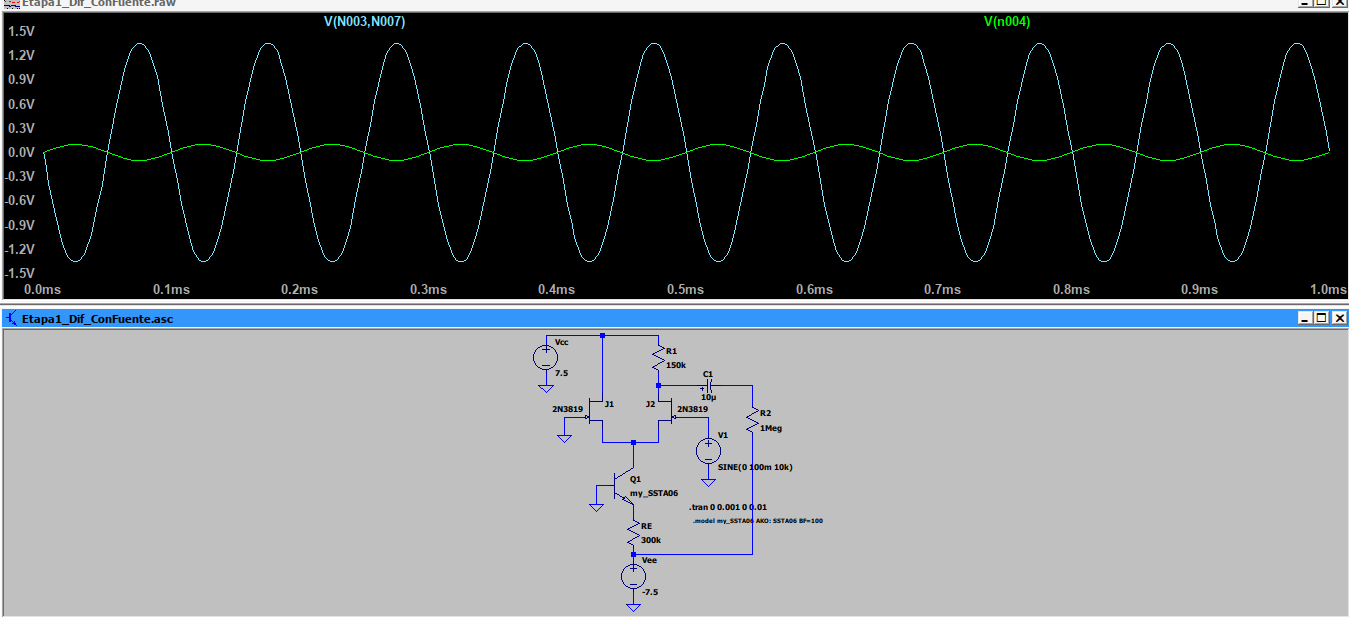 Etapa1_Dif_ConFuente.raw
V(N003,N007)
V(n004)
1.5V
1.2V
0.9V
0.6V
0.3V
0.0V
-0.3V
-0.6V
-0.9V
-1.2V
-1.5V
0.0ms 0.1ms 0.2ms 0.3ms 0.4ms 0.5ms 0.6ms 0.7ms 0.8ms 0.9ms 1.0ms
Etapa1_Dif_ConFuente.asc
Vcc
7.5
R1
150k
C1
10µ
2N3819
J1
J2
2N3819
R2
1Meg
V1
SINE(0 100m 10k)
Q1
my_SSTA06
.tran 0 0.001 0 0.01
.model my_SSTA06 AKO: SSTA06 BF=100
RE
300k
Vee
-7.5